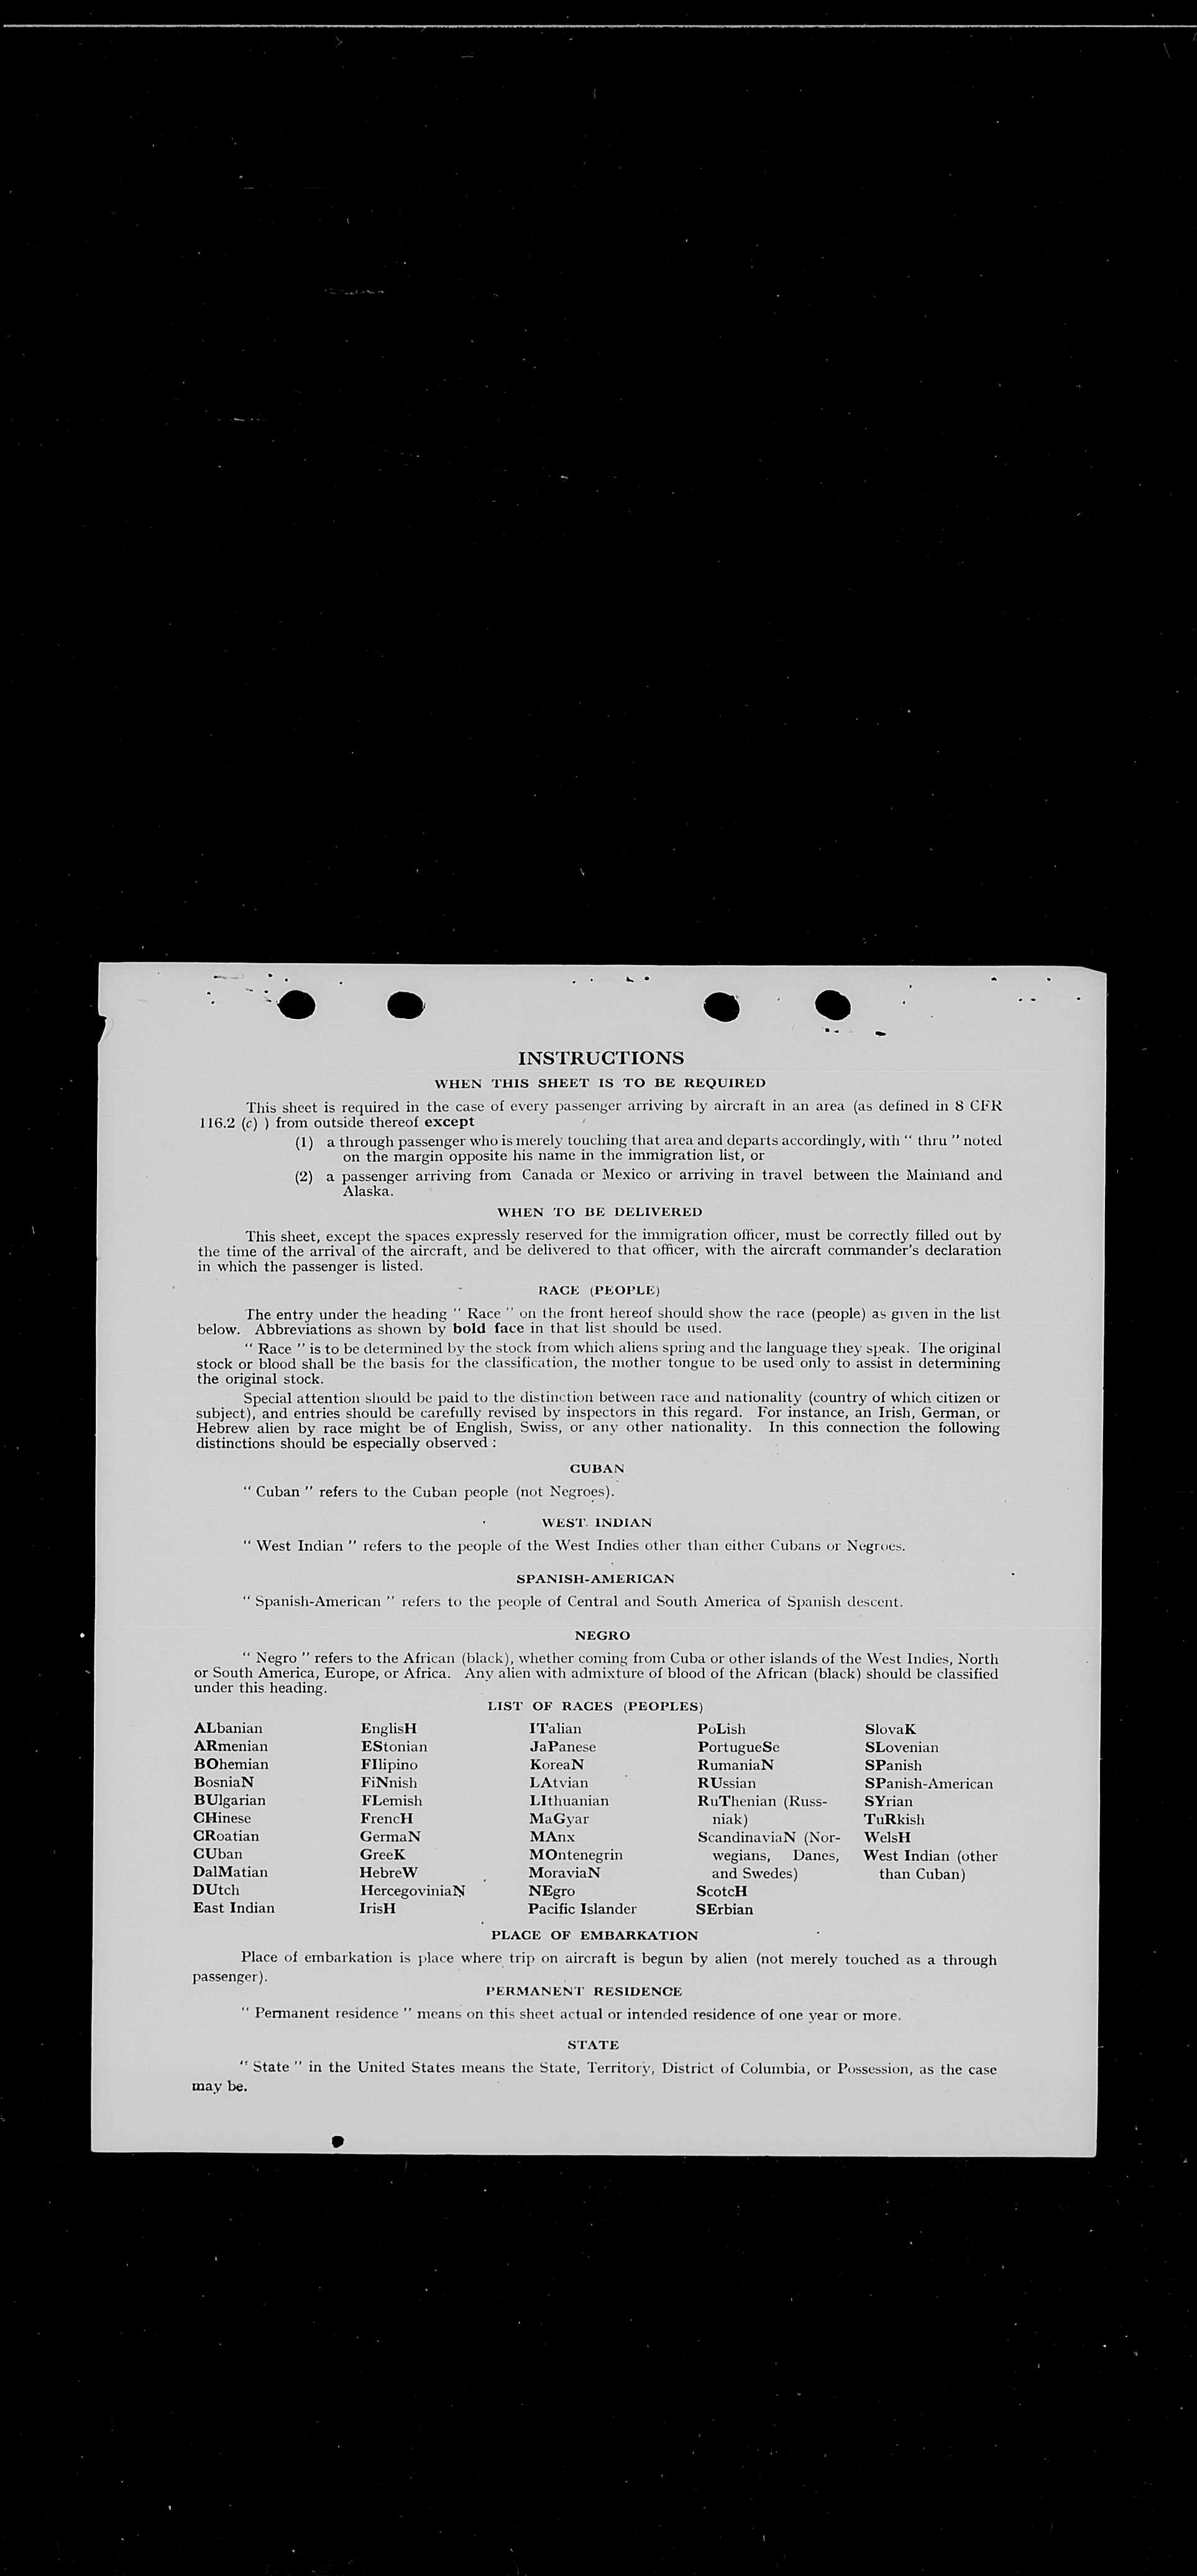 INSTRUCTIONS
WHEN THIS SHEET IS TO BE REQUIRED
This sheet is required in the case of every passenger arriving by aircraft in an area (as defined in 8 CFR
116.2 (c) ) from outside thereof except
(1) a through passenger who is merely touching that area and departs accordingly, with “ thru ” noted
on the margin opposite his name in the immigration list, or
(2) a passenger arriving from Canada or Mexico or arriving in travel between the Mainland and
Alaska.
WHEN TO BE DELIVERED
This sheet, except the spaces expressly reserved for the immigration officer, must be correctly filled out by
the time of the arrival of the aircraft, and be delivered to that officer, with the aircraft commander’s declaration
in which the passenger is listed.
RACE (PEOPLE)
The entry under the heading “ Race ” on the front hereof should show the race (people) as given in the list
below. Abbreviations as shown by bold face in that list should be used.
“ Race ” is to be determined by the stock from which aliens spring and the language they speak. The original
stock or blood shall be the basis for the classification, the mother tongue to be used only to assist in determining
the original stock.
Special attention should be paid to the distinction between race and nationality (country of which citizen or
subject), and entries should be carefully revised by inspectors in this regard. For instance, an Irish, German, or
Hebrew alien by race might be of English, Swiss, or any other nationality. In this connection the following
distinctions should be especially observed :
CUBAN
“ Cuban ” refers to the Cuban people (not Negroes).
WEST INDIAN
“ West Indian ” refers to the people of the West Indies other than either Cubans or Negroes.
SPANISH-AMERICAN
“ Spanish-American ” refers to the people of Central and South America of Spanish descent.
NEGRO
“ Negro ” refers to the African (black), whether coming from Cuba or other islands of the West Indies, North
or South America, Europe, or Africa. Any alien with admixture of blood of the African (black) should be classified
under this heading.
LIST OF RACES (PEOPLES)
ALbanian
ARmenian
BOhemian
BosniaN
BUlgarian
CHinese
CRoatian
CUban
DalMatian
DUtch
East Indian
EnglisH
EStonian
FIlipino
FiNnish
FLemish
FrencH
GermaN
GreeK
HebreW
HercegoviniaN
IrisH
ITalian
JaPanese
KoreaN
LAtvian
LIthuanian
MaGyar
MAnx
MOntenegrin
MoraviaN
NEgro
Pacific Islander
PoLish
PortugueSe
RumaniaN
RUssian
RuThenian (Russ-
niak)
ScandinaviaN (Nor-
wegians, Danes,
and Swedes)
ScotcH
SErbian
SlovaK
SLovenian
SPanish
SPanish-American
SYrian
TuRkish
WelsH
West Indian (other
than Cuban)
PLACE OF EMBARKATION
Place of embarkation is place where trip on aircraft is begun by alien (not merely touched as a through
passenger).
PERMANENT RESIDENCE
“ Permanent residence ” means on this sheet actual or intended residence of one year or more.
STATE
“ State ” in the United States means the State, Territory, District of Columbia, or Possession, as the case
may be.